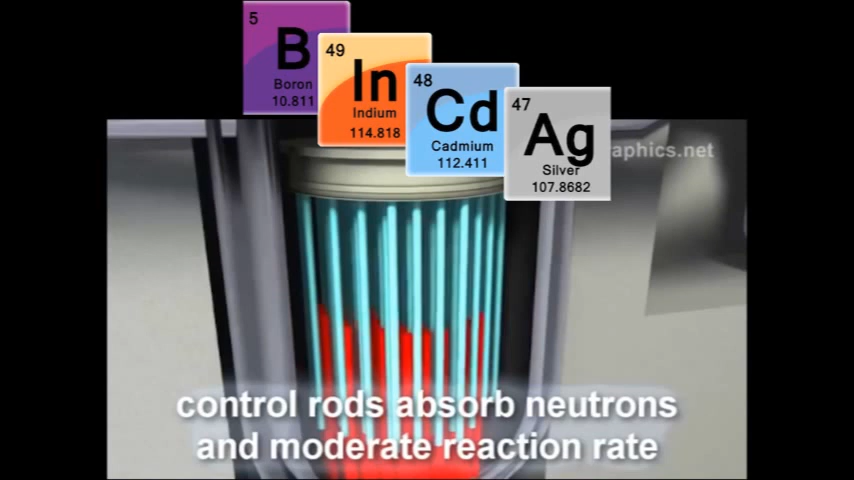 5
B
Boron
10.811
49
In
Indium
114.818
48
Cd
Cadmium
112.411
47
Ag
Silver
107.8682
raphics.net
control rods absorb neutrons
and moderate reaction rate